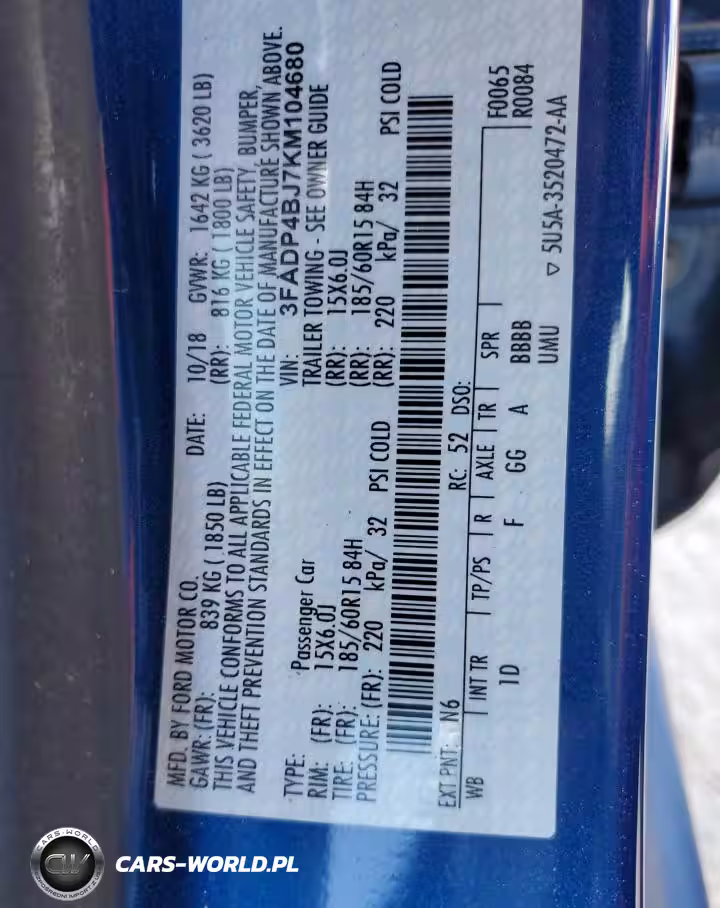 MFD. BY FORD MOTOR CO.
DATE: 10/18 GVWR: 1642 KG ( 3620 LB)
GAWR: (FR): 839 KG ( 1850 LB) (RR): 816 KG ( 1800 LB)
THIS VEHICLE CONFORMS TO ALL APPLICABLE FEDERAL MOTOR VEHICLE SAFETY, BUMPER,
AND THEFT PREVENTION STANDARDS IN EFFECT ON THE DATE OF MANUFACTURE SHOWN ABOVE.
VIN: 3FADP4BJ7KM104680
TYPE: Passenger Car TRAILER TOWING - SEE OWNER GUIDE
RIM: (FR): 15X6.0J (RR): 15X6.0J
TIRE: (FR): 185/60R15 84H (RR): 185/60R15 84H
PRESSURE: (FR): 220 kPa/ 32 PSI COLD (RR): 220 kPa/ 32 PSI COLD
EXT PNT: N6 RC: 52 DSO: F0065
WB INT TR TP/PS R AXLE TR SPR R0084
1D F GG A BBBB
UMU ▽ 5U5A-3520472-AA
CARS-WORLD
CW
CARS-WORLD.PL